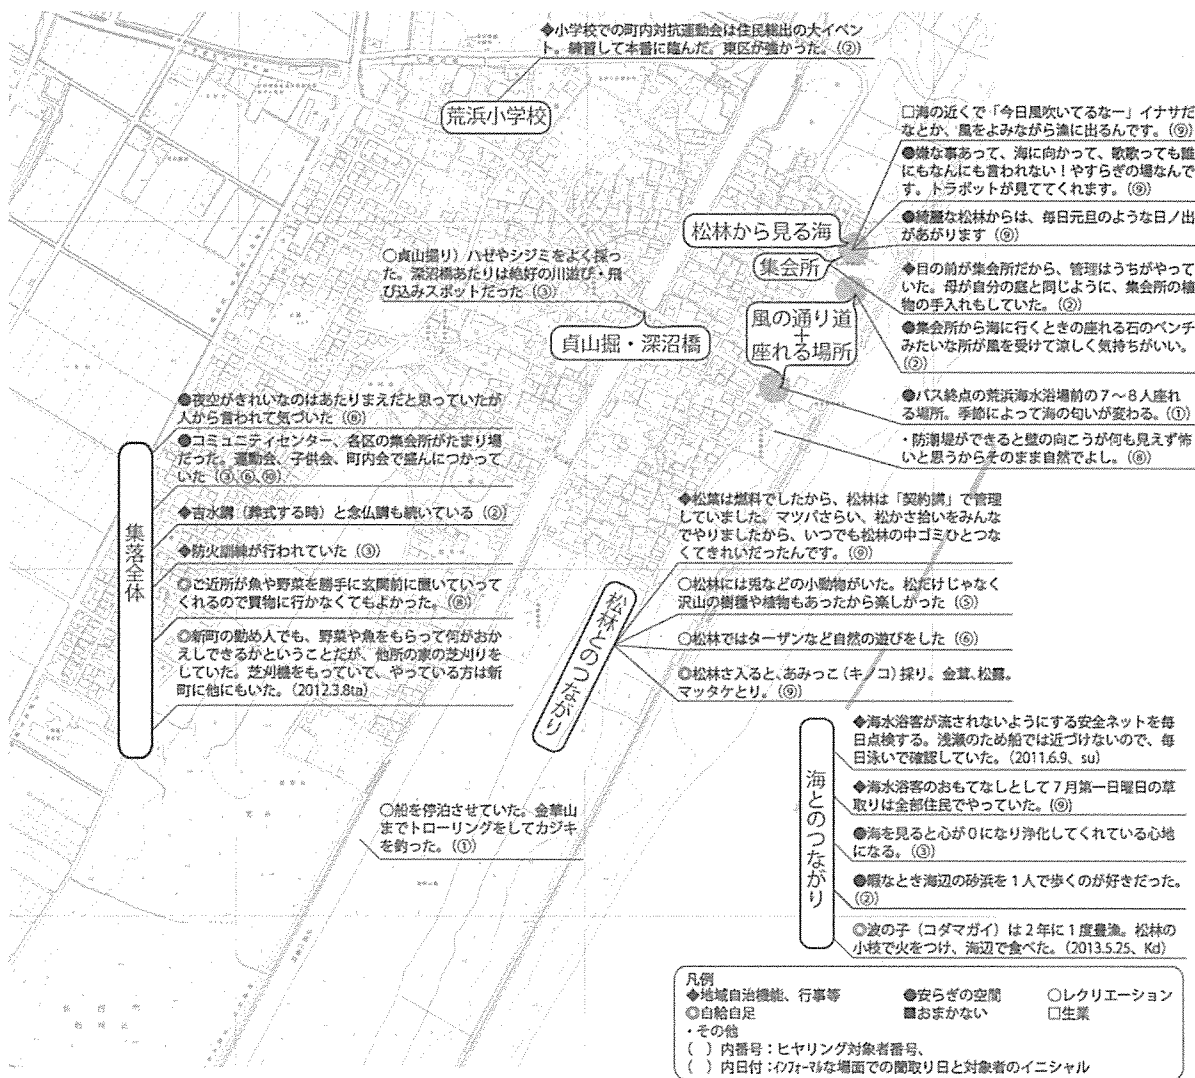 ◆小学校での町内対抗運動会は住民総出の大イベン
ト。練習して本番に臨んだ。東区が強かった。(②)
荒浜小学校
□海の近くで「今日風吹いてるなー」イナサだ
なとか、風をよみながら漁に出るんです。(⑨)
●嫌な事あって、海に向かって、歌歌っても誰
にもなんにも言われない！やすらぎの場なんで
す。トラポットが見ててくれます。(⑨)
●綺麗な松林からは、毎日元旦のような日ノ出
があがります(⑨)
松林から見る海
集会所
◆目の前が集会所だから、管理はうちがやって
いた。母が自分の庭と同じように、集会所の植
物の手入れもしていた。(②)
●集会所から海に行くときの座れる石のベンチ
みたいな所が風を受けて涼しく気持ちがいい。
(②)
風の通り道
＋
座れる場所
●バス終点の荒浜海水浴場前の７～８人座れ
る場所。季節によって海の匂いが変わる。(①)
・防潮堤ができると壁の向こうが何も見えず怖
いと思うからそのまま自然でよし。(⑧)
○貞山掘り）ハゼやシジミをよく採っ
た。深沼橋あたりは絶好の川遊び・飛
び込みスポットだった(③)
貞山掘・深沼橋
集落全体
●夜空がきれいなのはあたりまえだと思っていたが
人から言われて気づいた(⑧)
●コミュニティセンター、各区の集会所がたまり場
だった。運動会、子供会、町内会で盛んにつかって
いた(③、⑥、⑩)
◆吉水講（葬式する時）と念仏講も続いている(②)
◆防火訓練が行われていた(③)
◎ご近所が魚や野菜を勝手に玄関前に置いていって
くれるので買物に行かなくてもよかった。(⑧)
◎新町の勤め人でも、野菜や魚をもらって何がおか
えしできるかということだが、他所の家の芝刈りを
していた。芝刈機をもっていて、やっている方は新
町に他にもいた。(2012.3.8ta)
松林とのつながり
◆松葉は燃料でしたから、松林は「契約講」で管理
していました。マツバさらい、松かさ拾いをみんな
でやりましたから、いつでも松林の中ゴミひとつな
くてきれいだったんです。(⑨)
○松林には兎などの小動物がいた。松だけじゃなく
沢山の樹種や植物もあったから楽しかった(⑤)
○松林ではターザンなど自然の遊びをした(⑥)
◎松林さ入ると、あみっこ(キノコ)採り。金茸、松露。
マッタケとり。(⑨)
○船を停泊させていた。金華山
までトローリングをしてカジキ
を釣った。(①)
海とのつながり
◆海水浴客が流されないようにする安全ネットを毎
日点検する。浅瀬のため船では近づけないので、毎
日泳いで確認していた。(2011.6.9、su)
◆海水浴客のおもてなしとして７月第一日曜日の草
取りは全部住民でやっていた。(⑨)
●海を見ると心が０になり浄化してくれている心地
になる。(③)
●暇なとき海辺の砂浜を１人で歩くのが好きだった。
(②)
◎波の子（コダマガイ）は２年に１度豊漁。松林の
小枝で火をつけ、海辺で食べた。(2013.5.25、Kd)
凡例
◆地域自治機能、行事等 ●安らぎの空間 ○レクリエーション
◎自給自足 ■おまかない □生業
・その他
(　)内番号：ヒヤリング対象者番号、
(　)内日付：インフォーマルな場面での聞取り日と対象者のイニシャル